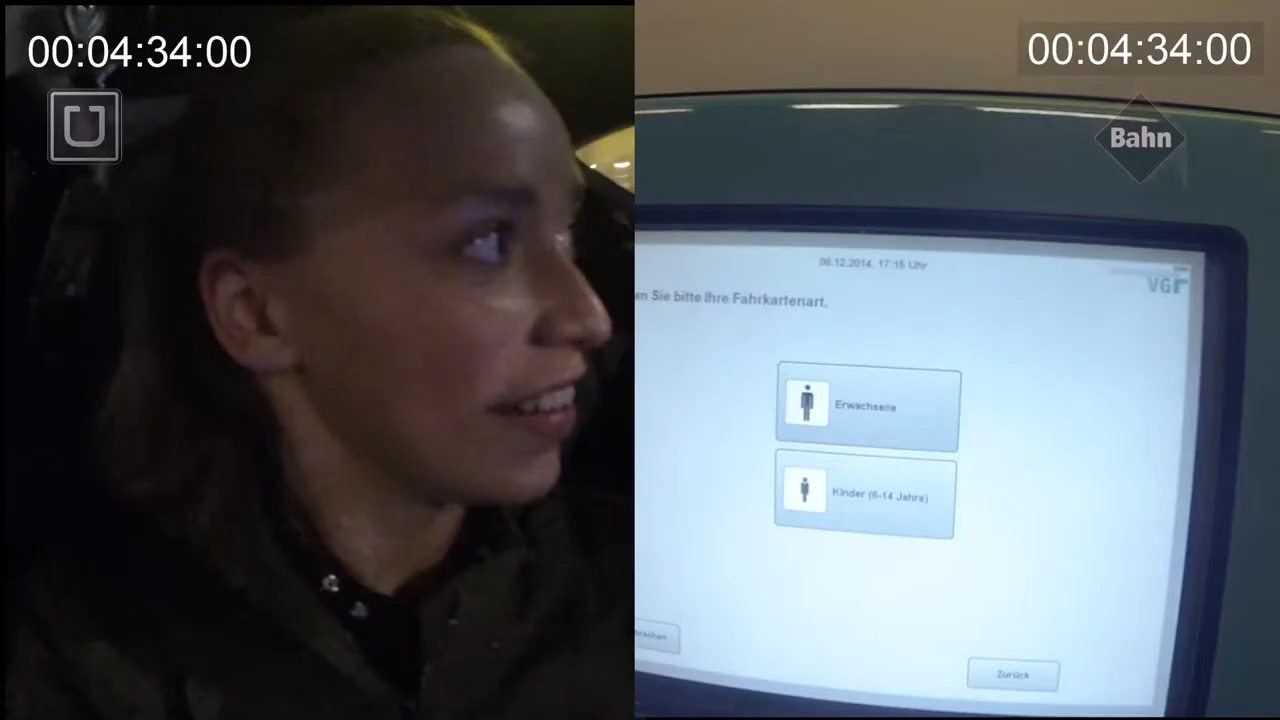 00:04:34:00
00:04:34:00
U
Bahn
08.12.2014, 17:15 Uhr
VGF
Sie bitte Ihre Fahrkartenart.
Erwachsene
Kinder (6-14 Jahre)
Zurück